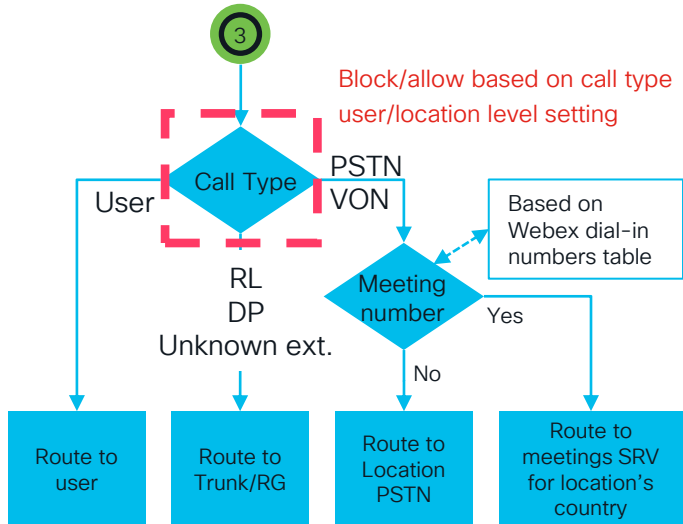 3
Block/allow based on call type
user/location level setting
Call Type
PSTN
VON
User
Based on
Webex dial-in
numbers table
RL
DP
Unknown ext.
Meeting
number
Yes
No
Route to
user
Route to
Trunk/RG
Route to
Location
PSTN
Route to
meetings SRV
for location's
country